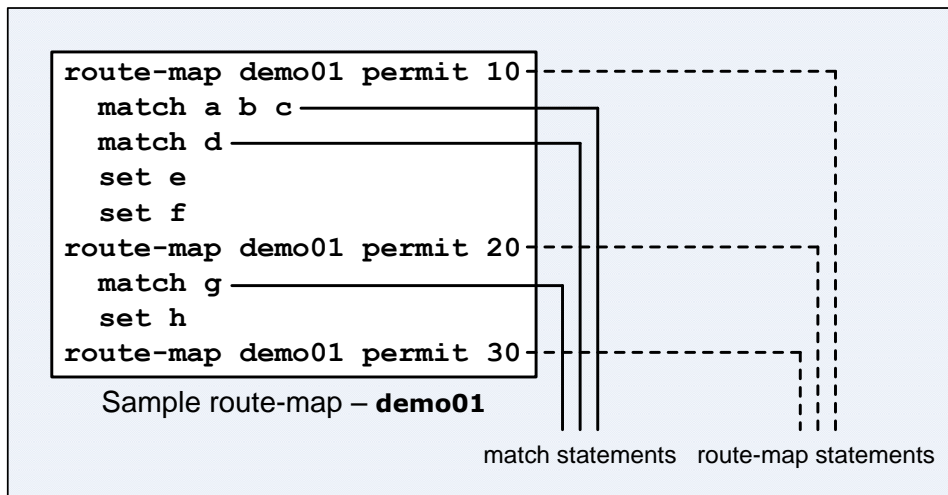 route-map demo01 permit 10
match a b c
match d
set e
set f
route-map demo01 permit 20
match g
set h
route-map demo01 permit 30
Sample route-map – demo01
match statements route-map statements